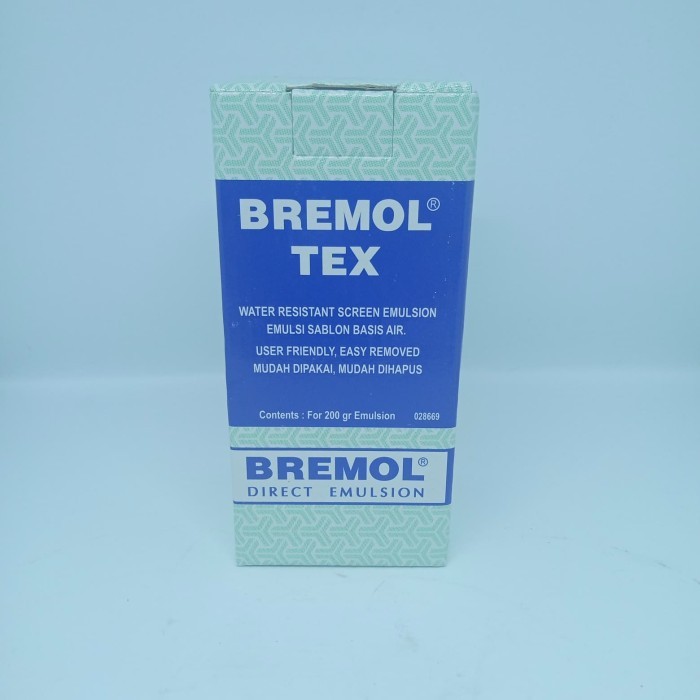 BREMOL®
TEX
WATER RESISTANT SCREEN EMULSION
EMULSI SABLON BASIS AIR.
USER FRIENDLY, EASY REMOVED
MUDAH DIPAKAI, MUDAH DIHAPUS
Contents : For 200 gr Emulsion 028669
BREMOL®
DIRECT EMULSION